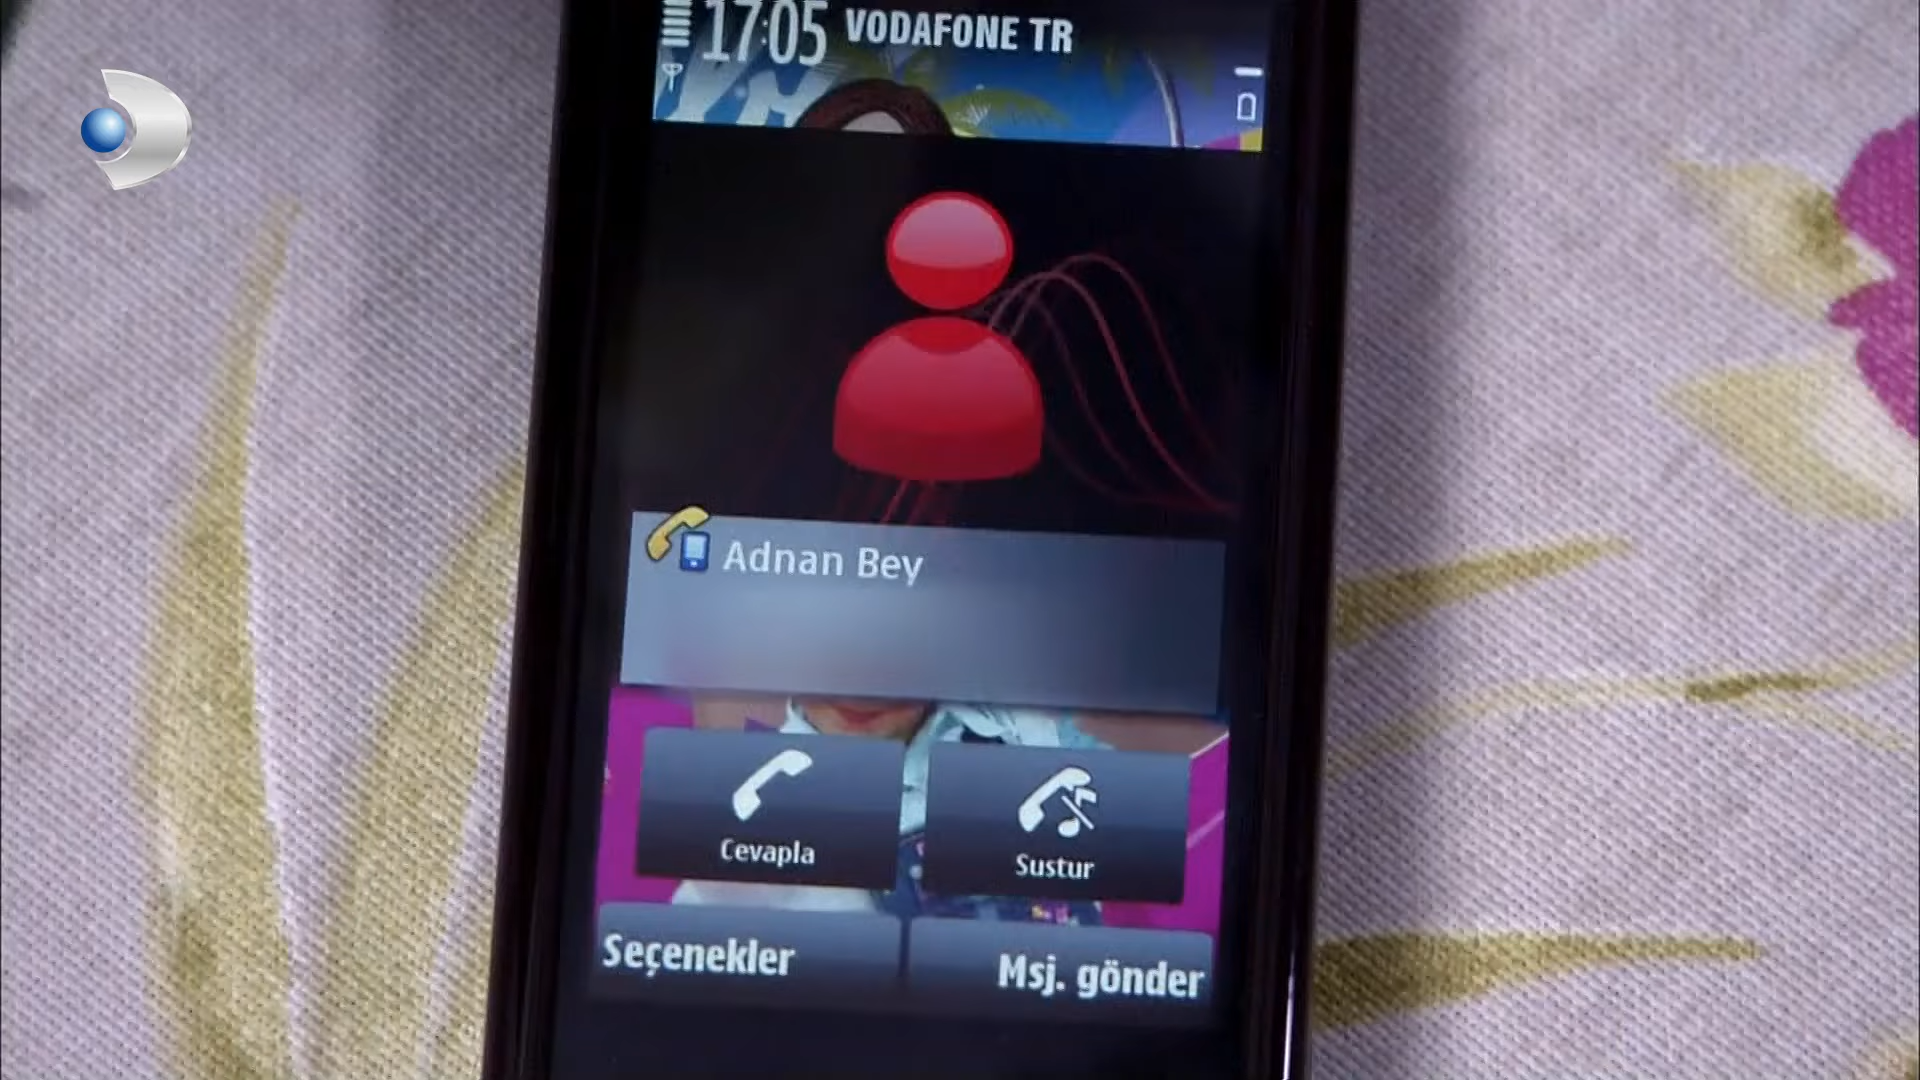 17:05 VODAFONE TR
Adnan Bey
Cevapla
Sustur
Seçenekler
Msj. gönder